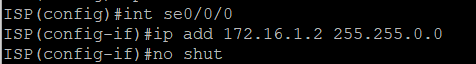 ISP(config)#int se0/0/0
ISP(config-if)#ip add 172.16.1.2 255.255.0.0
ISP(config-if)#no shut